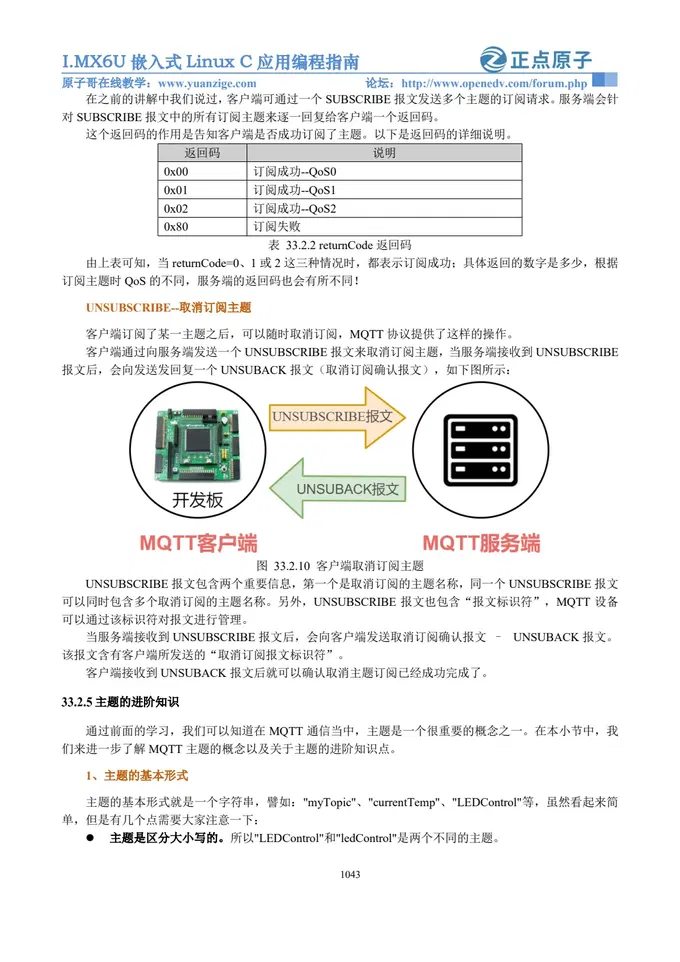 I.MX6U 嵌入式 Linux C 应用编程指南
正点原子
原子哥在线教学：www.yuanzige.com 论坛：http://www.openedv.com/forum.php
在之前的讲解中我们说过，客户端可通过一个 SUBSCRIBE 报文发送多个主题的订阅请求。服务端会针
对 SUBSCRIBE 报文中的所有订阅主题来逐一回复给客户端一个返回码。
这个返回码的作用是告知客户端是否成功订阅了主题。以下是返回码的详细说明。
返回码 说明
0x00 订阅成功--QoS0
0x01 订阅成功--QoS1
0x02 订阅成功--QoS2
0x80 订阅失败
表 33.2.2 returnCode 返回码
由上表可知，当 returnCode=0、1 或 2 这三种情况时，都表示订阅成功；具体返回的数字是多少，根据
订阅主题时 QoS 的不同，服务端的返回码也会有所不同！
UNSUBSCRIBE--取消订阅主题
客户端订阅了某一主题之后，可以随时取消订阅，MQTT 协议提供了这样的操作。
客户端通过向服务端发送一个 UNSUBSCRIBE 报文来取消订阅主题，当服务端接收到 UNSUBSCRIBE
报文后，会向发送发回复一个 UNSUBACK 报文（取消订阅确认报文），如下图所示：
UNSUBSCRIBE报文
UNSUBACK报文
开发板
MQTT客户端 MQTT服务端
图 33.2.10 客户端取消订阅主题
UNSUBSCRIBE 报文包含两个重要信息，第一个是取消订阅的主题名称，同一个 UNSUBSCRIBE 报文
可以同时包含多个取消订阅的主题名称。另外，UNSUBSCRIBE 报文也包含“报文标识符”，MQTT 设备
可以通过该标识符对报文进行管理。
当服务端接收到 UNSUBSCRIBE 报文后，会向客户端发送取消订阅确认报文 – UNSUBACK 报文。
该报文含有客户端所发送的“取消订阅报文标识符”。
客户端接收到 UNSUBACK 报文后就可以确认取消主题订阅已经成功完成了。
33.2.5 主题的进阶知识
通过前面的学习，我们可以知道在 MQTT 通信当中，主题是一个很重要的概念之一。在本小节中，我
们来进一步了解 MQTT 主题的概念以及关于主题的进阶知识点。
1、主题的基本形式
主题的基本形式就是一个字符串，譬如："myTopic"、"currentTemp"、"LEDControl"等，虽然看起来简
单，但是有几个点需要大家注意一下：
● 主题是区分大小写的。所以"LEDControl"和"ledControl"是两个不同的主题。
1043